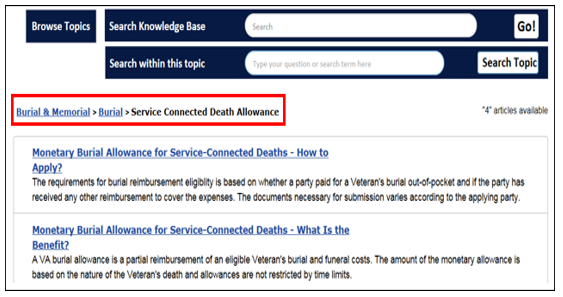 Browse Topics
Search Knowledge Base
Search
Go!
Search within this topic
Type your question or search term here
Search Topic
Burial & Memorial > Burial > Service Connected Death Allowance
"4" articles available
Monetary Burial Allowance for Service-Connected Deaths - How to
Apply?
The requirements for burial reimbursement eligiblity is based on whether a party paid for a Veteran's burial out-of-pocket and if the party has
received any other reimbursement to cover the expenses. The documents necessary for submission varies according to the applying party.
Monetary Burial Allowance for Service-Connected Deaths - What Is the
Benefit?
A VA burial allowance is a partial reimbursement of an eligible Veteran's burial and funeral costs. The amount of the monetary allowance is
based on the nature of the Veteran's death and allowances are not restricted by time limits.